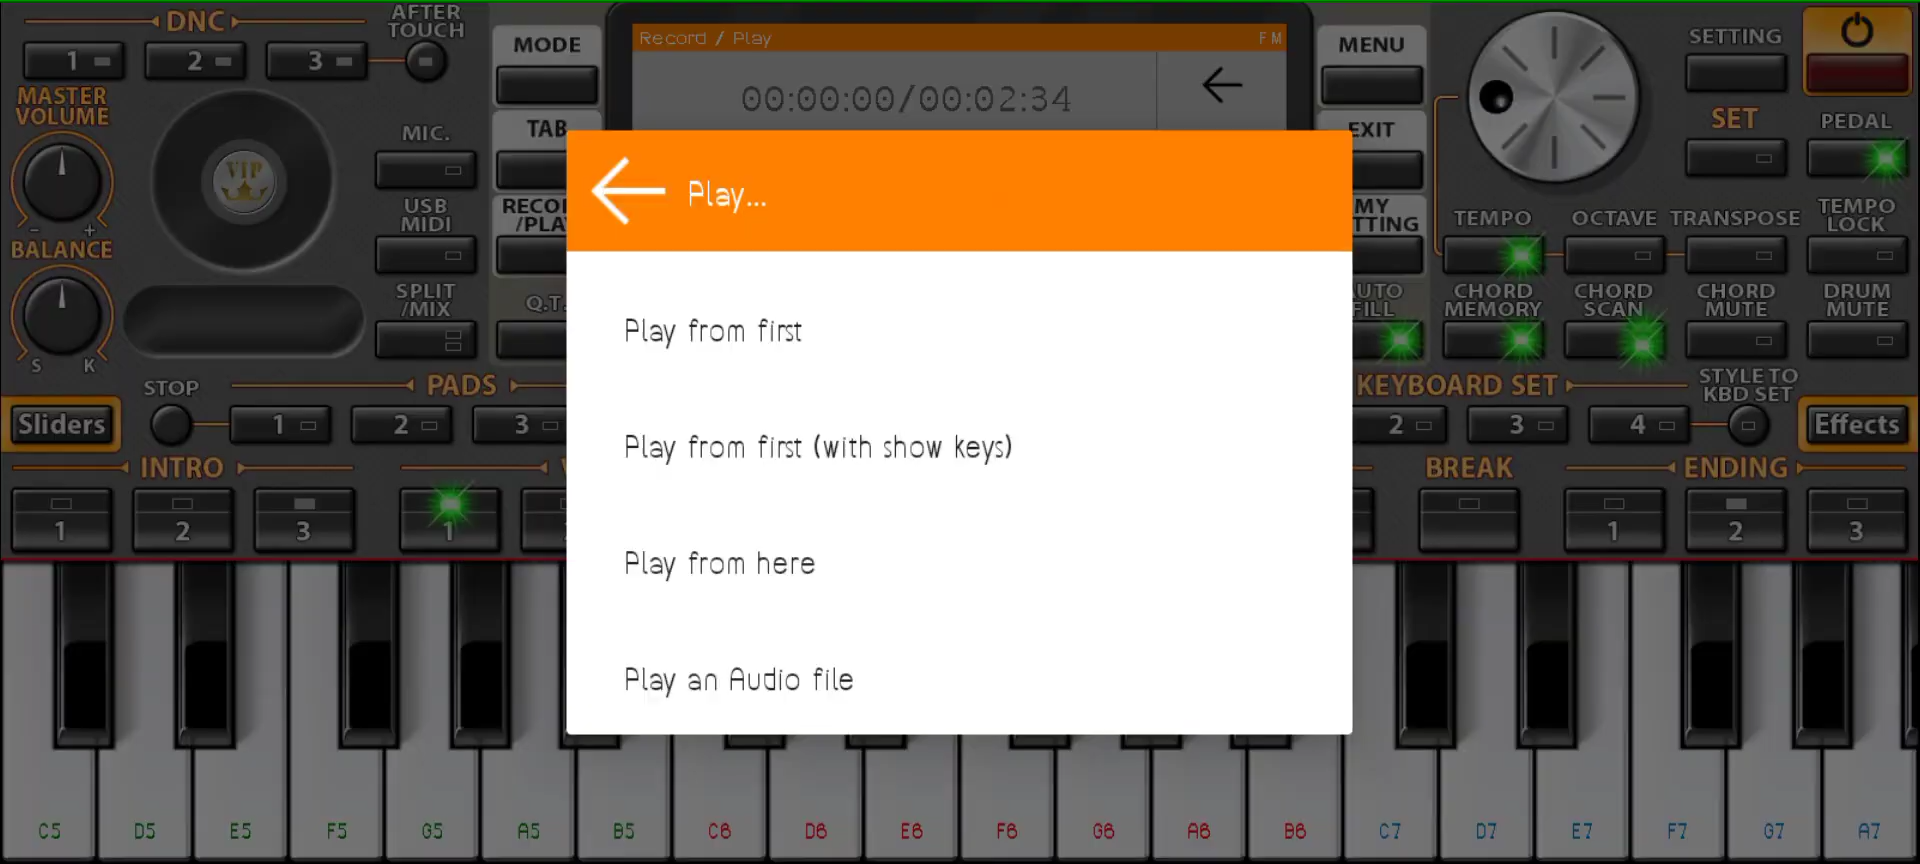 DNC
AFTER
TOUCH
1
2
3
MASTER
VOLUME
VIP
MIC.
USB
MIDI
BALANCE
SPLIT
/MIX
S
K
MODE
TAB
Q.T.
Record / Play
FM
00:00:00/00:02:34
Play...
Play from first
Play from first (with show keys)
Play from here
Play an Audio file
MENU
EXIT
SETTING
SET
PEDAL
TEMPO
OCTAVE
TRANSPOSE
TEMPO
LOCK
CHORD
MEMORY
CHORD
SCAN
CHORD
MUTE
DRUM
MUTE
STOP
PADS
Sliders
1
2
3
KEYBOARD SET
STYLE TO
KBD SET
2
3
4
Effects
INTRO
1
2
3
1
BREAK
ENDING
1
2
3
C5 D5 E5 F5 G5 A5 B5 C6 D6 E6 F6 G6 A6 B6 C7 D7 E7 F7 G7 A7